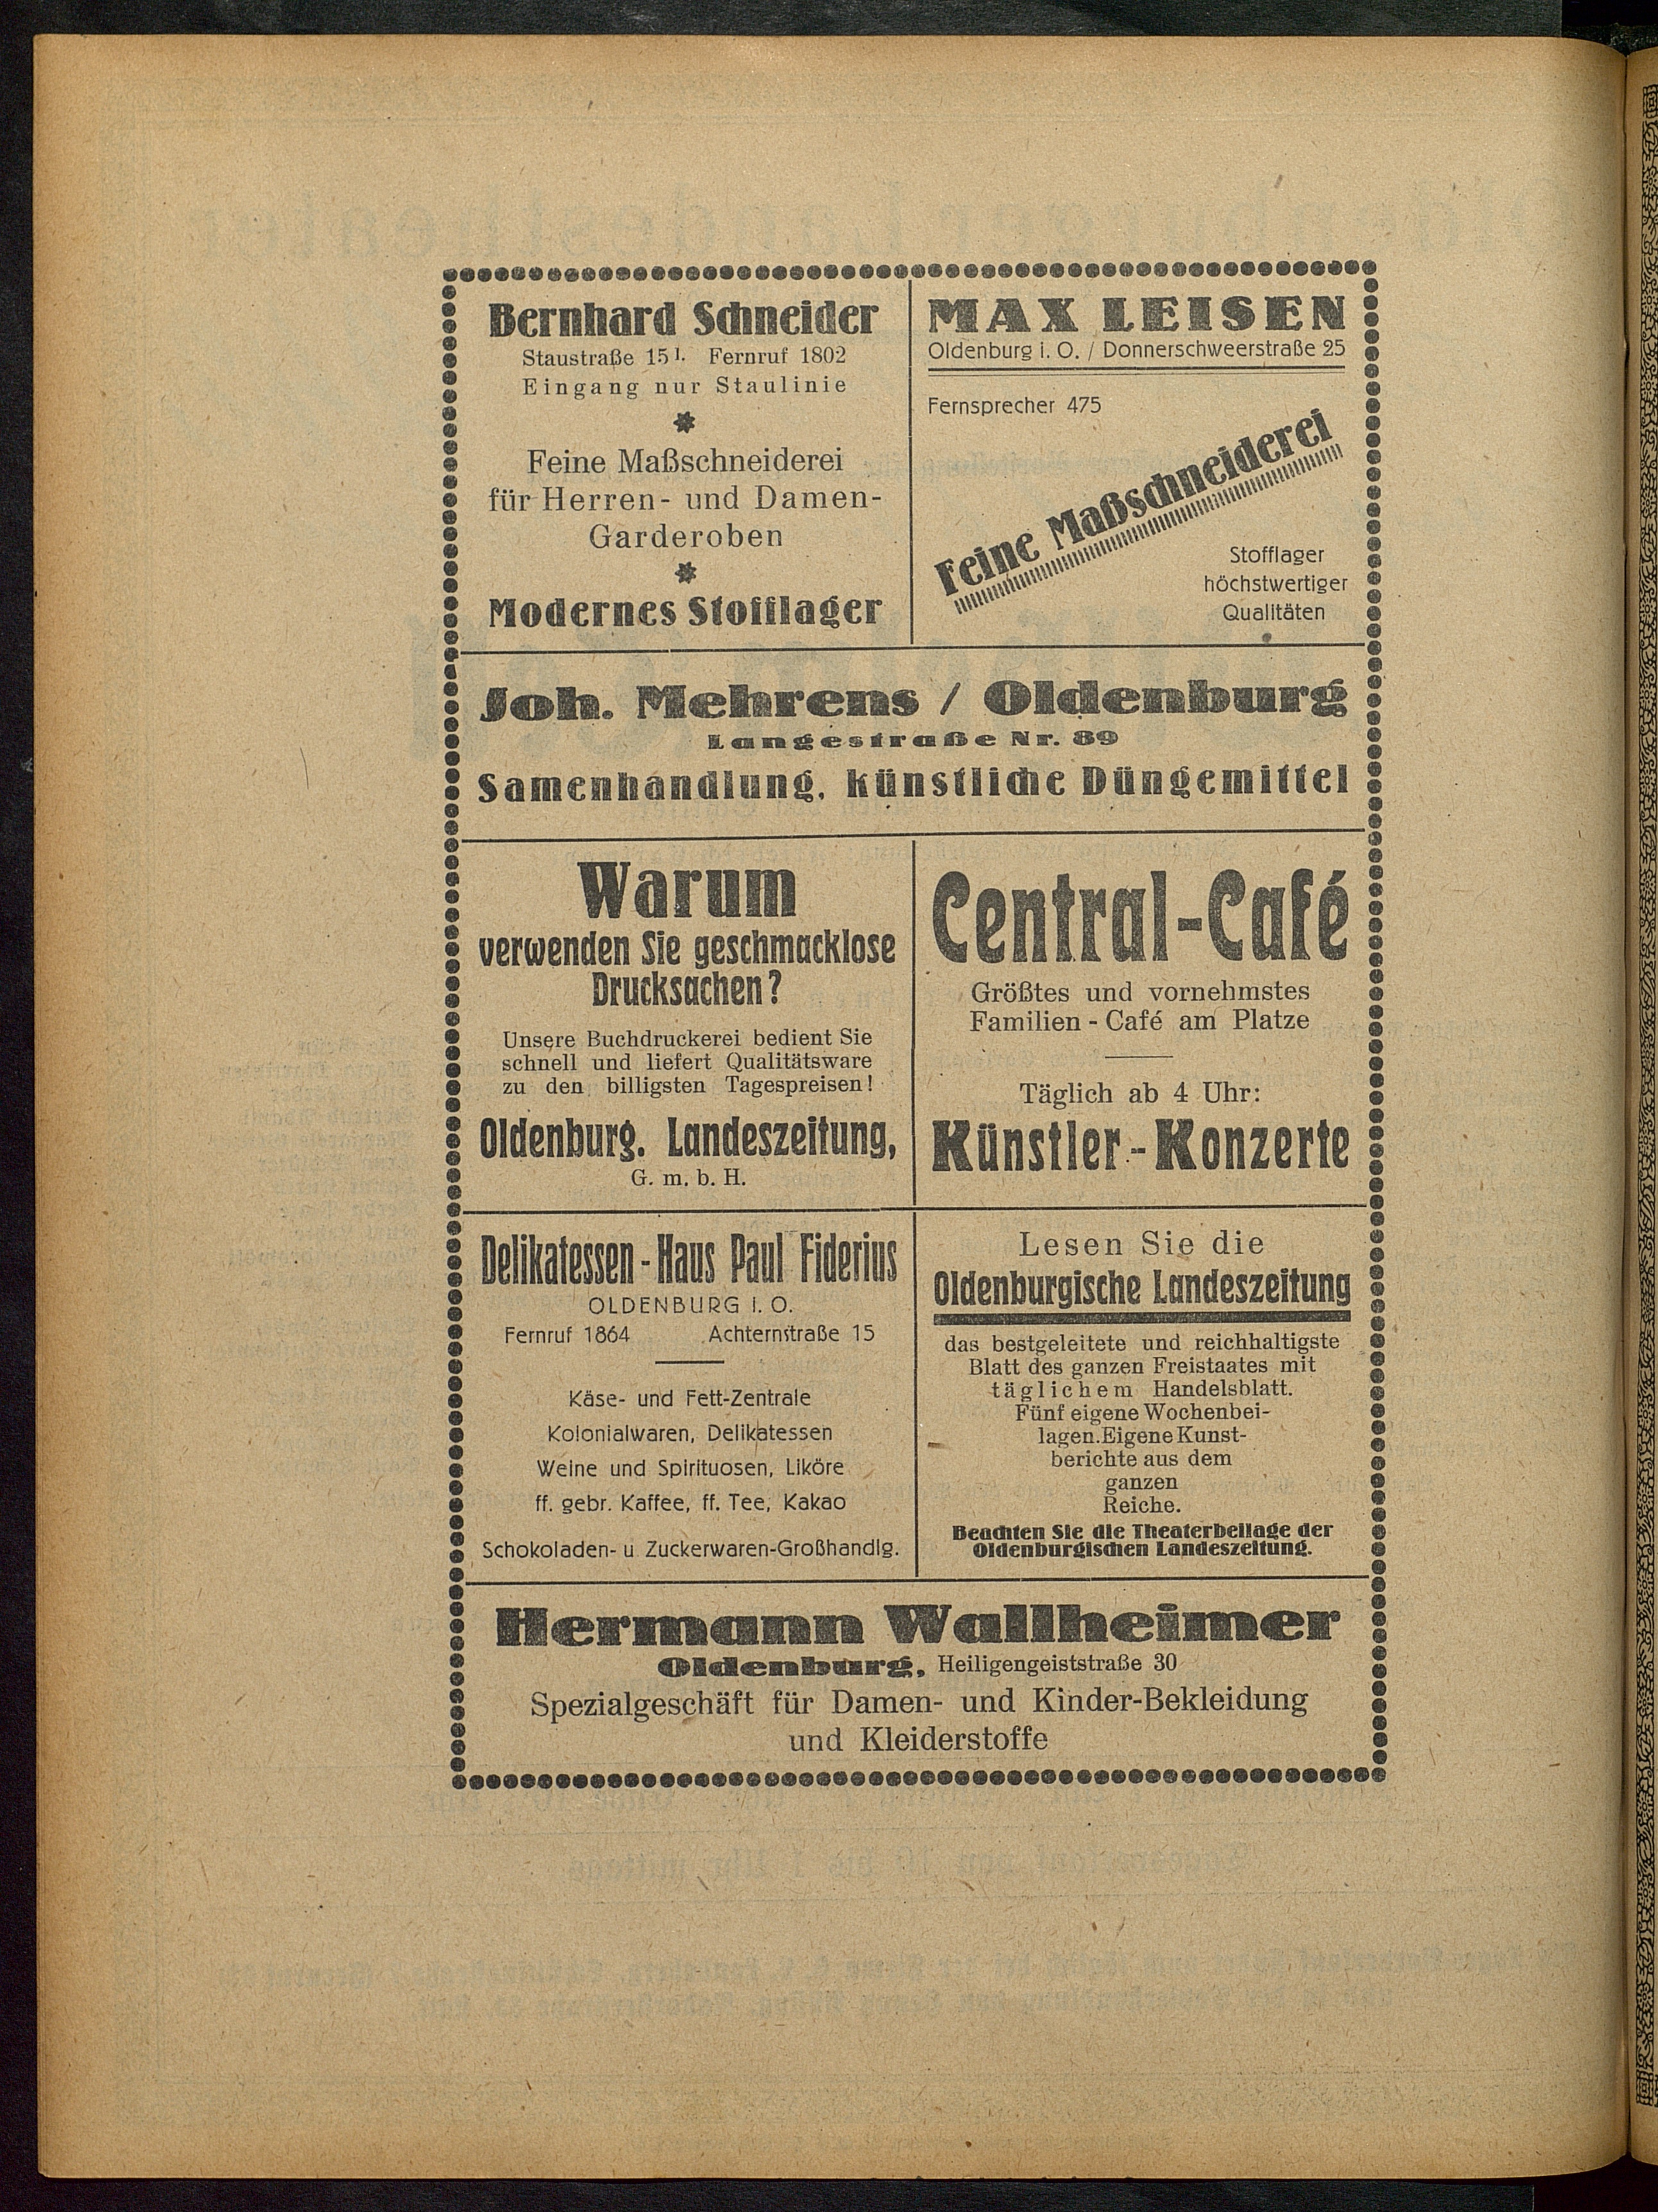 Bernhard Schneider
Staustraße 15 I. Fernruf 1802
Eingang nur Staulinie
Feine Maßschneiderei
für Herren- und Damen-
Garderoben
Modernes Stofflager
MAX LEISEN
Oldenburg i. O. / Donnerschweerstraße 25
Fernsprecher 475
Feine Maßschneiderei
Stofflager
höchstwertiger
Qualitäten
Joh. Mehrens / Oldenburg
Langestraße Nr. 89
Samenhandlung, künstliche Düngemittel
Warum
verwenden Sie geschmacklose
Drucksachen?
Unsere Buchdruckerei bedient Sie
schnell und liefert Qualitätsware
zu den billigsten Tagespreisen!
Oldenburg. Landeszeitung,
G. m. b. H.
Central-Café
Größtes und vornehmstes
Familien-Café am Platze
Täglich ab 4 Uhr:
Künstler-Konzerte
Delikatessen-Haus Paul Fiderius
OLDENBURG I. O.
Fernruf 1864 Achternstraße 15
Käse- und Fett-Zentrale
Kolonialwaren, Delikatessen
Weine und Spirituosen, Liköre
ff. gebr. Kaffee, ff. Tee, Kakao
Schokoladen- u. Zuckerwaren-Großhandlg.
Lesen Sie die
Oldenburgische Landeszeitung
das bestgeleitete und reichhaltigste
Blatt des ganzen Freistaates mit
täglichem Handelsblatt.
Fünf eigene Wochenbei-
lagen. Eigene Kunst-
berichte aus dem
ganzen
Reiche.
Beachten Sie die Theaterbeilage der
Oldenburgischen Landeszeitung.
Hermann Wallheimer
Oldenburg, Heiligengeiststraße 30
Spezialgeschäft für Damen- und Kinder-Bekleidung
und Kleiderstoffe